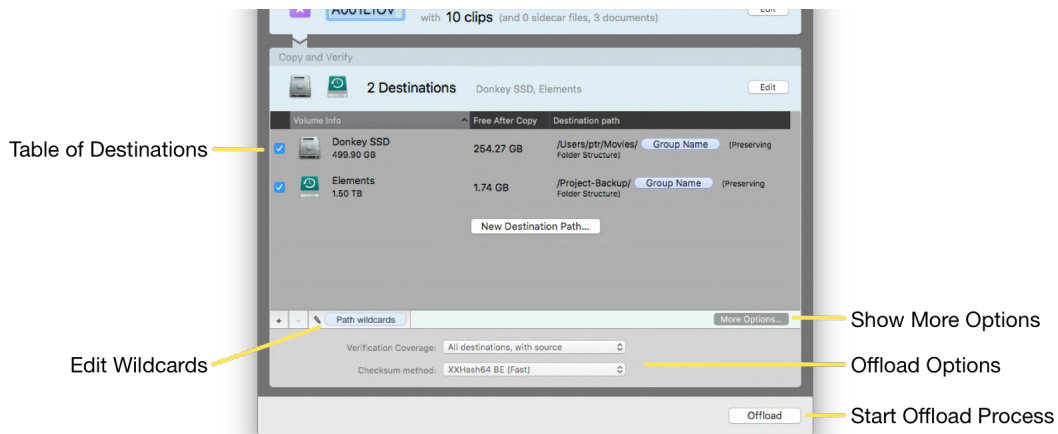 A001L1OV with 10 clips (and 0 sidecar files, 3 documents) Edit
Copy and Verify
2 Destinations Donkey SSD, Elements Edit
Volume Info Free After Copy Destination path
Table of Destinations
Donkey SSD 254.27 GB /Users/ptr/Movies/ Group Name (Preserving
499.90 GB Folder Structure)
Elements 1.74 GB /Project-Backup/ Group Name (Preserving
1.50 TB Folder Structure)
New Destination Path...
+ - Path wildcards More Options...
Show More Options
Edit Wildcards
Verification Coverage: All destinations, with source
Offload Options
Checksum method: XXHash64 BE (Fast)
Offload
Start Offload Process